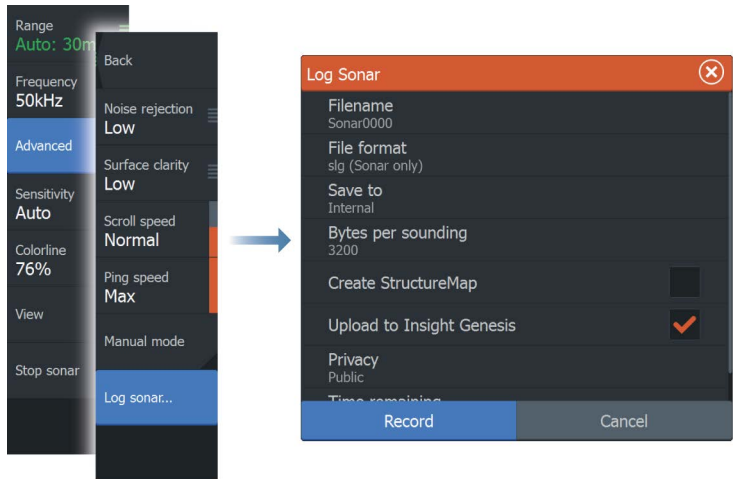 Range
Auto: 30m
Frequency
50kHz
Advanced
Sensitivity
Auto
Colorline
76%
View
Stop sonar
Back
Noise rejection
Low
Surface clarity
Low
Scroll speed
Normal
Ping speed
Max
Manual mode
Log sonar...
Log Sonar
Filename
Sonar0000
File format
slg (Sonar only)
Save to
Internal
Bytes per sounding
3200
Create StructureMap
Upload to Insight Genesis
Privacy
Public
Time remaining
Record
Cancel